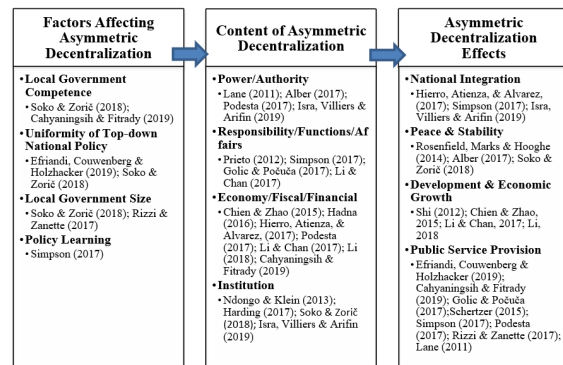 Factors Affecting
Asymmetric
Decentralization
•Local Government
Competence
•Soko & Zorič (2018);
Cahyaningsih & Fitrady (2019)
•Uniformity of Top-down
National Policy
•Efriandi, Couwenberg &
Holzhacker (2019); Soko &
Zorič (2018)
•Local Government Size
•Soko & Zorič (2018); Rizzi &
Zanette (2017)
•Policy Learning
•Simpson (2017)
Content of Asymmetric
Decentralization
•Power/Authority
•Lane (2011); Alber (2017);
Podesta (2017); Isra, Villiers &
Arifin (2019)
•Responsibility/Functions/Af
fairs
•Prieto (2012); Simpson (2017);
Golic & Počuča (2017); Li &
Chan (2017)
•Economy/Fiscal/Financial
•Chien & Zhao (2015); Hadna
(2016); Hierro, Atienza, &
Alvarez, (2017); Podesta
(2017); Li & Chan (2017); Li
(2018); Cahyaningsih &
Fitrady (2019)
•Institution
•Ndongo & Klein (2013);
Harding (2017); Soko & Zorič
(2018); Isra, Villiers & Arifin
(2019)
Asymmetric
Decentralization
Effects
•National Integration
•Hierro, Atienza, & Alvarez,
(2017); Simpson (2017); Isra,
Villiers & Arifin (2019)
•Peace & Stability
•Rosenfield, Marks & Hooghe
(2014); Alber (2017); Soko &
Zorič (2018)
•Development & Economic
Growth
•Shi (2012); Chien & Zhao,
2015; Li & Chan, 2017; Li,
2018
•Public Service Provision
•Efriandi, Couwenberg &
Holzhacker (2019);
Cahyaningsih & Fitrady
(2019); Golic & Počuča
(2017);Schertzer (2015);
Simpson (2017); Podesta
(2017); Rizzi & Zanette (2017);
Lane (2011)